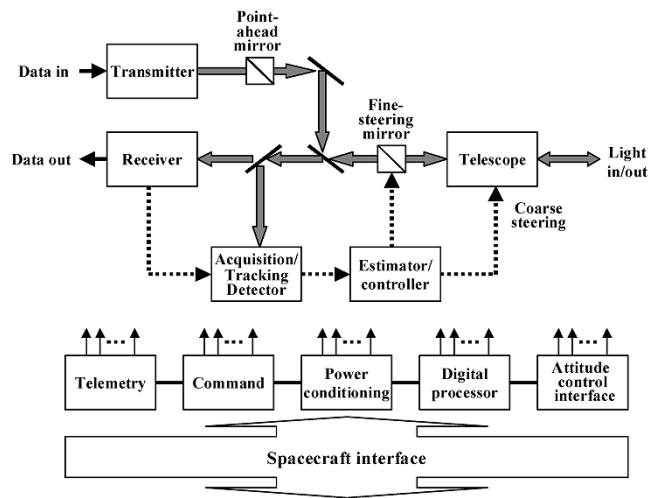 Point-
ahead
mirror
Data in
Transmitter
Fine-
steering
mirror
Data out
Receiver
Telescope
Light
in/out
Coarse
steering
Acquisition/
Tracking
Detector
Estimator/
controller
Telemetry
Command
Power
conditioning
Digital
processor
Attitude
control
interface
Spacecraft interface